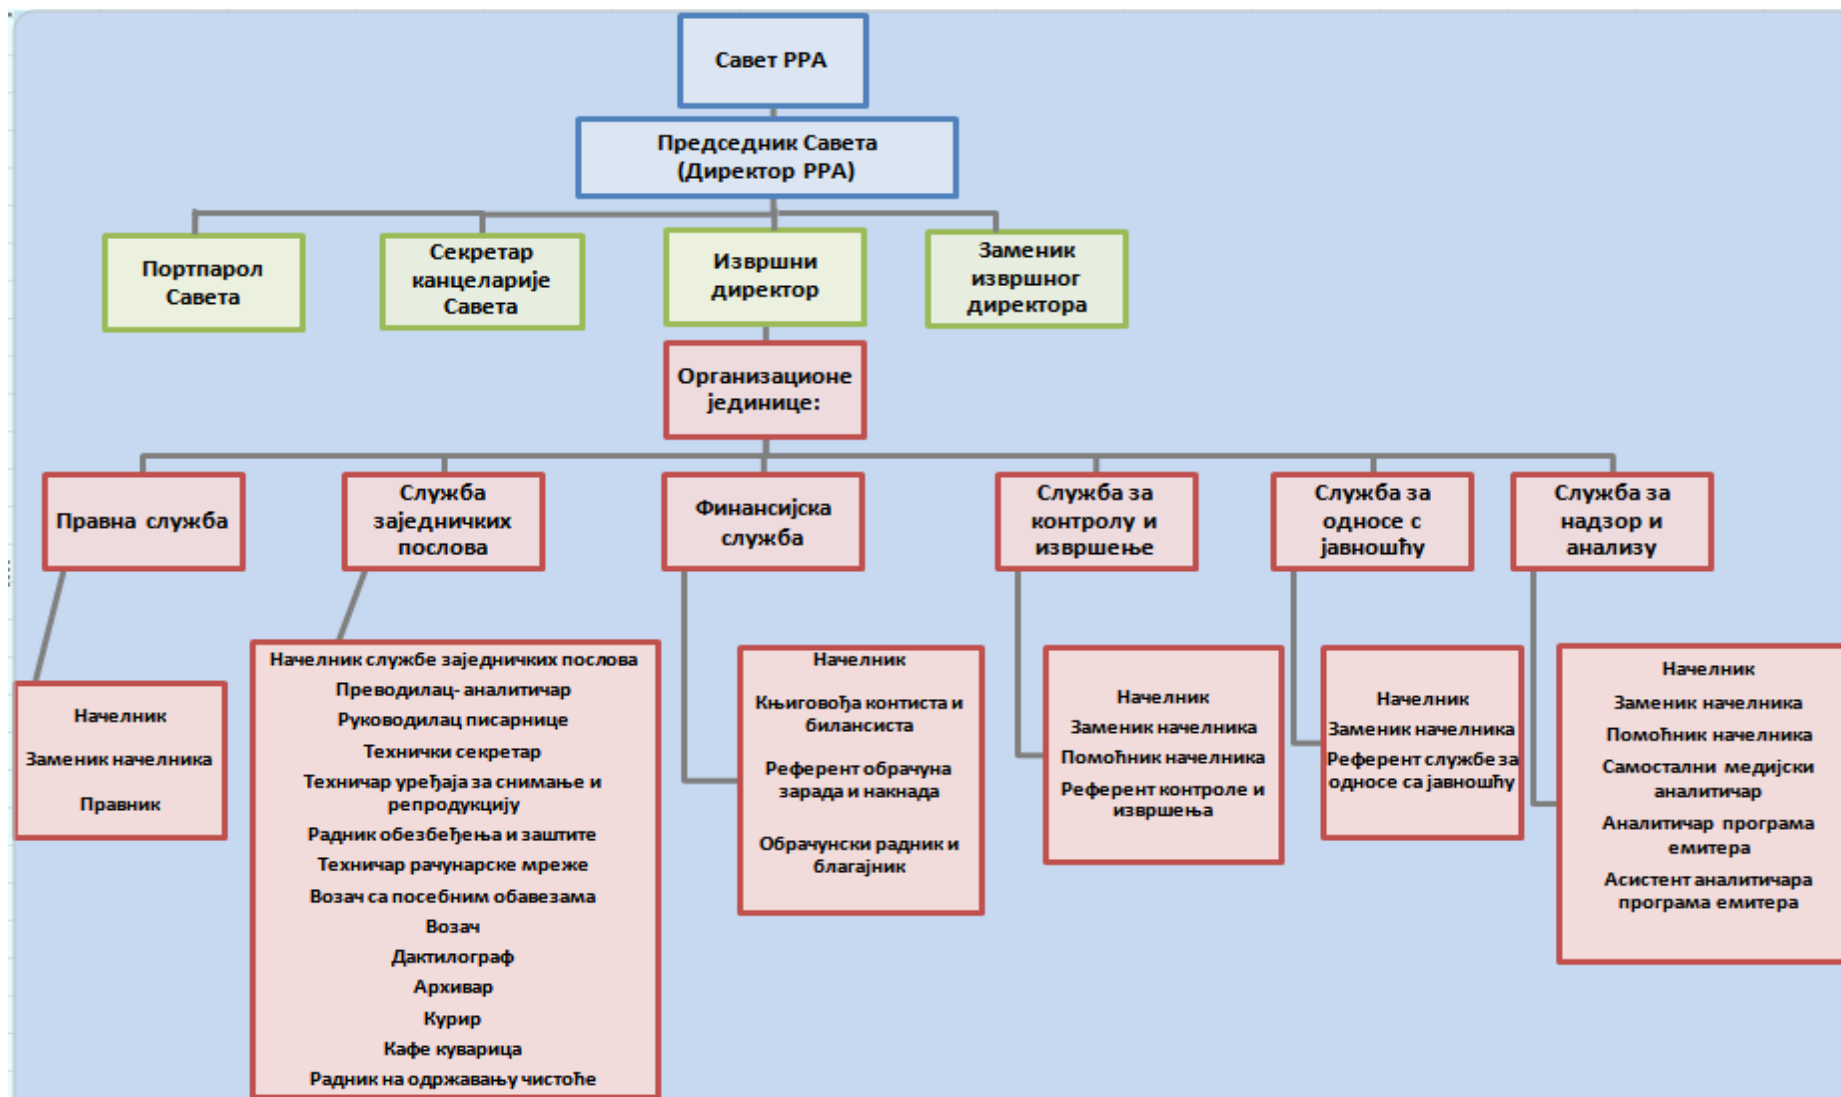 Савет РРА
Председник Савета
(Директор РРА)
Портпарол
Савета
Секретар
канцеларије
Савета
Извршни
директор
Заменик
извршног
директора
Организационе
јединице:
Правна служба
Служба
заједничких
послова
Финансијска
служба
Служба за
контролу и
извршење
Служба за
односе с
јавношћу
Служба за
надзор и
анализу
Начелник
Заменик начелника
Правник
Начелник службе заједничких послова
Преводилац- аналитичар
Руководилац писарнице
Технички секретар
Техничар уређаја за снимање и
репродукцију
Радник обезбеђења и заштите
Техничар рачунарске мреже
Возач са посебним обавезама
Возач
Дактилограф
Архивар
Курир
Кафе куварица
Радник на одржавању чистоће
Начелник
Књиговођа контиста и
билансиста
Референт обрачуна
зарада и накнада
Обрачунски радник и
благајник
Начелник
Заменик начелника
Помоћник начелника
Референт контроле и
извршења
Начелник
Заменик начелника
Референт службе за
односе са јавношћу
Начелник
Заменик начелника
Помоћник начелника
Самостални медијски
аналитичар
Аналитичар програма
емитера
Асистент аналитичара
програма емитера